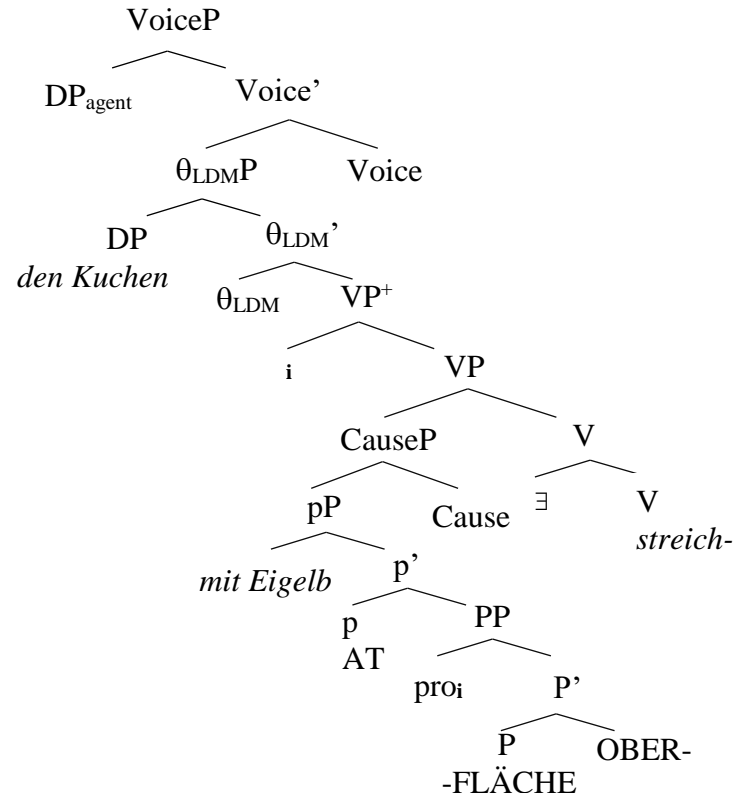 VoiceP
DPagent Voice’
θLDMP Voice
DP θLDM’
den Kuchen
θLDM VP+
i VP
CauseP V
pP Cause ∃ V
streich-
mit Eigelb p’
p PP
AT
proi P’
P OBER-
-FLÄCHE